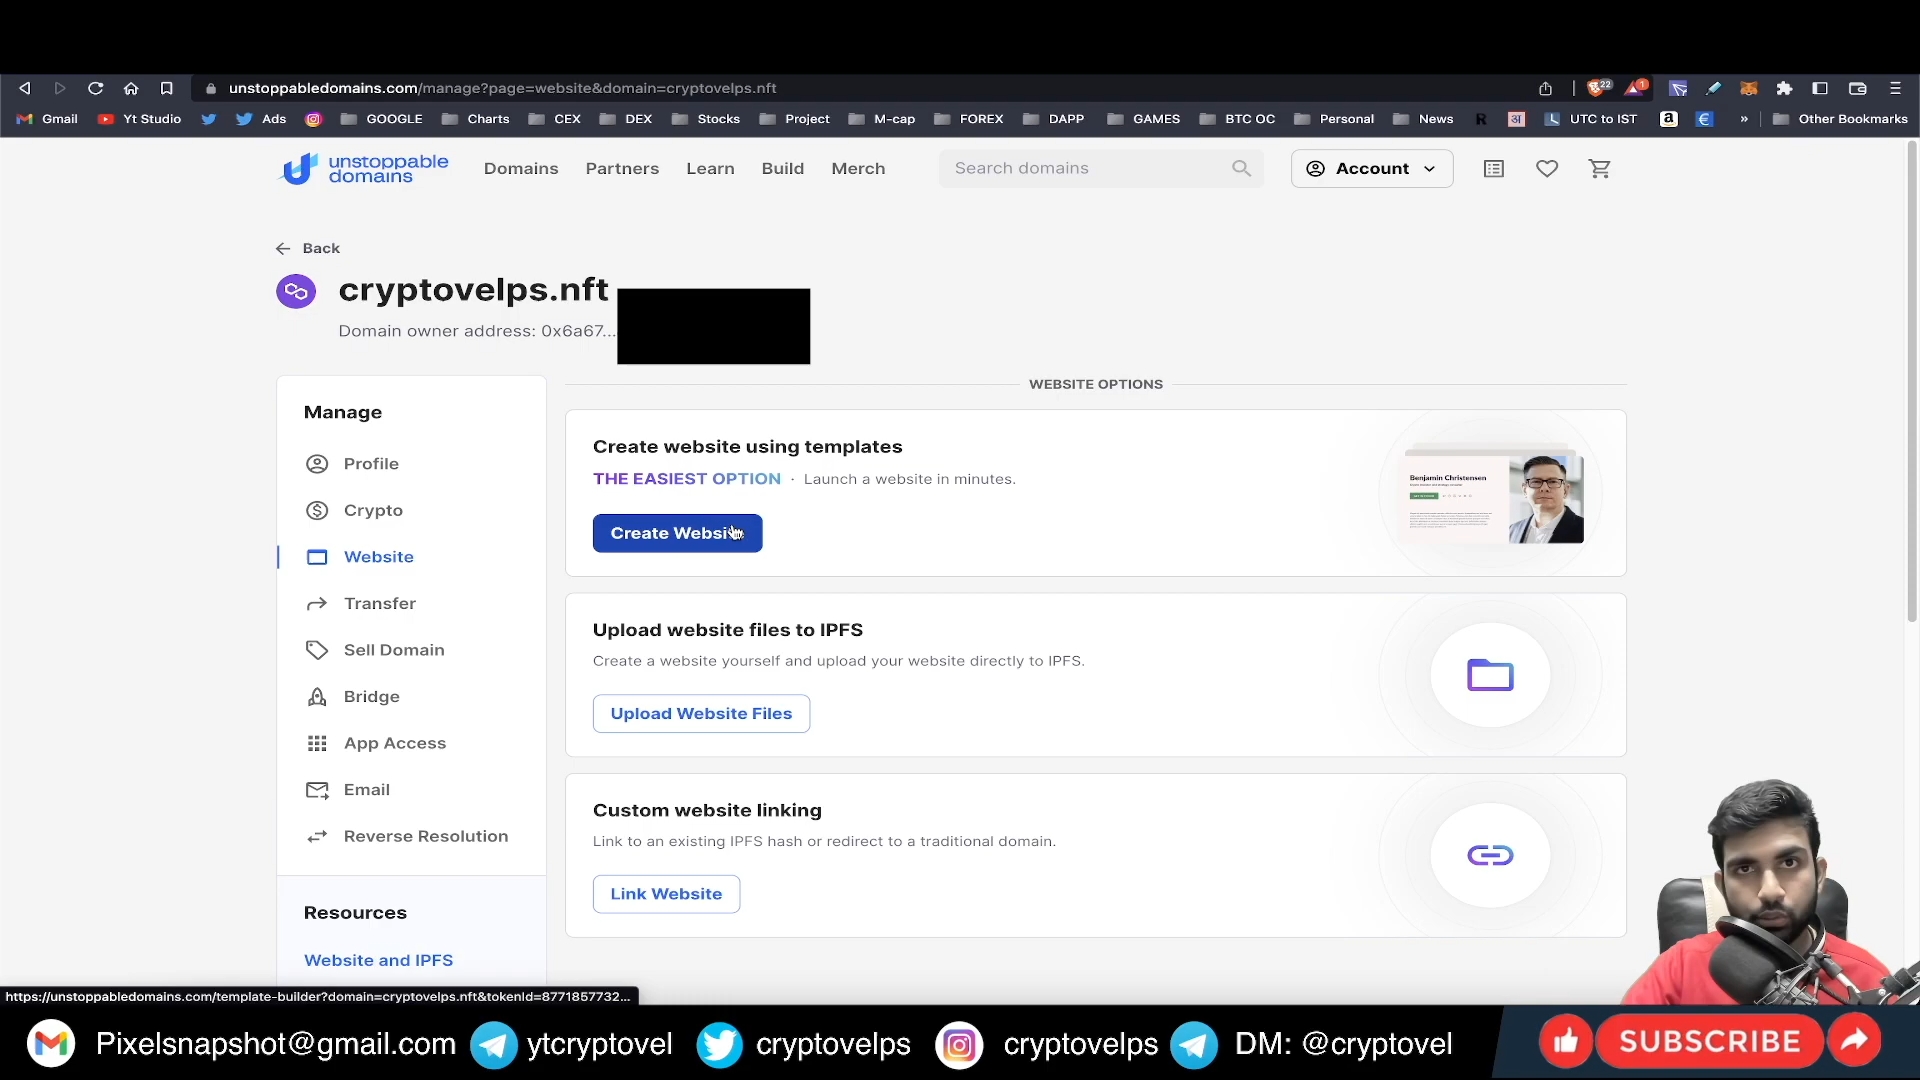 unstoppabledomains.com/manage?page=website&domain=cryptovelps.nft
22
1
Gmail Yt Studio Ads GOOGLE Charts CEX DEX Stocks Project M-cap FOREX DAPP GAMES BTC OC Personal News R अ L UTC to IST a € » Other Bookmarks
unstoppable
domains
Domains Partners Learn Build Merch Search domains Account
Back
cryptovelps.nft
Domain owner address: 0x6a67...
Manage
Profile
Crypto
Website
Transfer
Sell Domain
Bridge
App Access
Email
Reverse Resolution
Resources
Website and IPFS
WEBSITE OPTIONS
Create website using templates
THE EASIEST OPTION · Launch a website in minutes.
Create Website
Benjamin Christensen
Upload website files to IPFS
Create a website yourself and upload your website directly to IPFS.
Upload Website Files
Custom website linking
Link to an existing IPFS hash or redirect to a traditional domain.
Link Website
https://unstoppabledomains.com/template-builder?domain=cryptovelps.nft&tokenId=8771857732...
Pixelsnapshot@gmail.com ytcryptovel cryptovelps cryptovelps DM: @cryptovel SUBSCRIBE